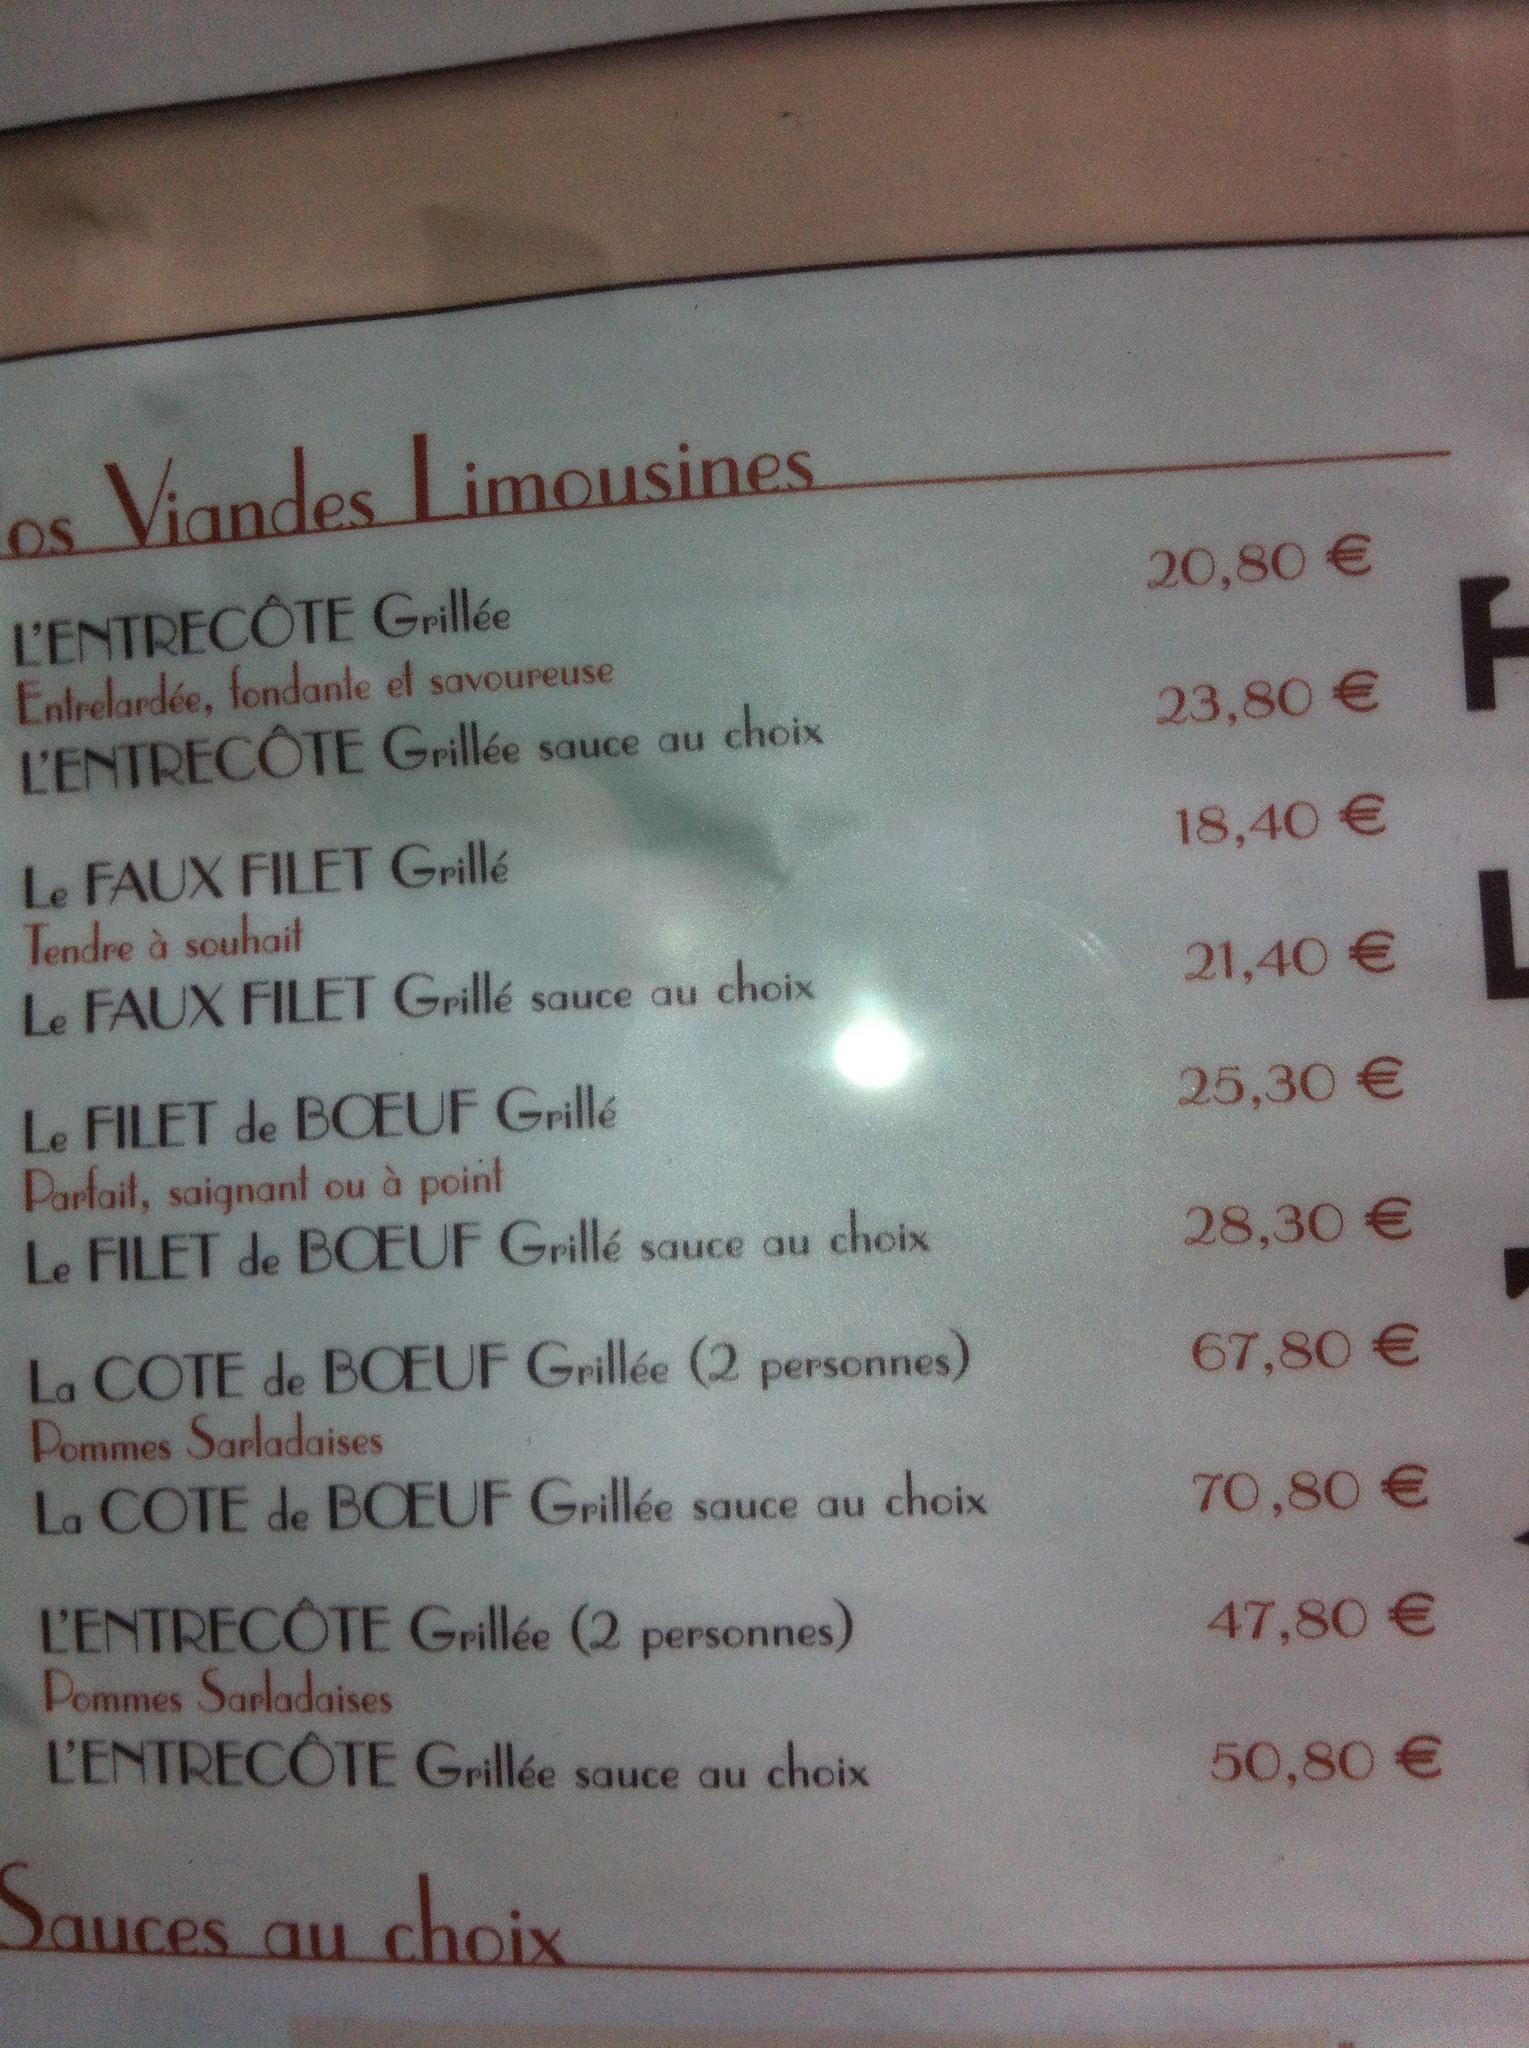 os Viandes Limousines
L'ENTRECÔTE Grillée 20,80 €
Entrelardée, fondante et savoureuse
L'ENTRECÔTE Grillée sauce au choix 23,80 €
Le FAUX FILET Grillé 18,40 €
Tendre à souhait
Le FAUX FILET Grillé sauce au choix 21,40 €
Le FILET de BŒUF Grillé 25,30 €
Parfait, saignant ou à point
Le FILET de BŒUF Grillé sauce au choix 28,30 €
La COTE de BŒUF Grillée (2 personnes) 67,80 €
Pommes Sarladaises
La COTE de BŒUF Grillée sauce au choix 70,80 €
L'ENTRECÔTE Grillée (2 personnes) 47,80 €
Pommes Sarladaises
L'ENTRECÔTE Grillée sauce au choix 50,80 €
Sauces au choix